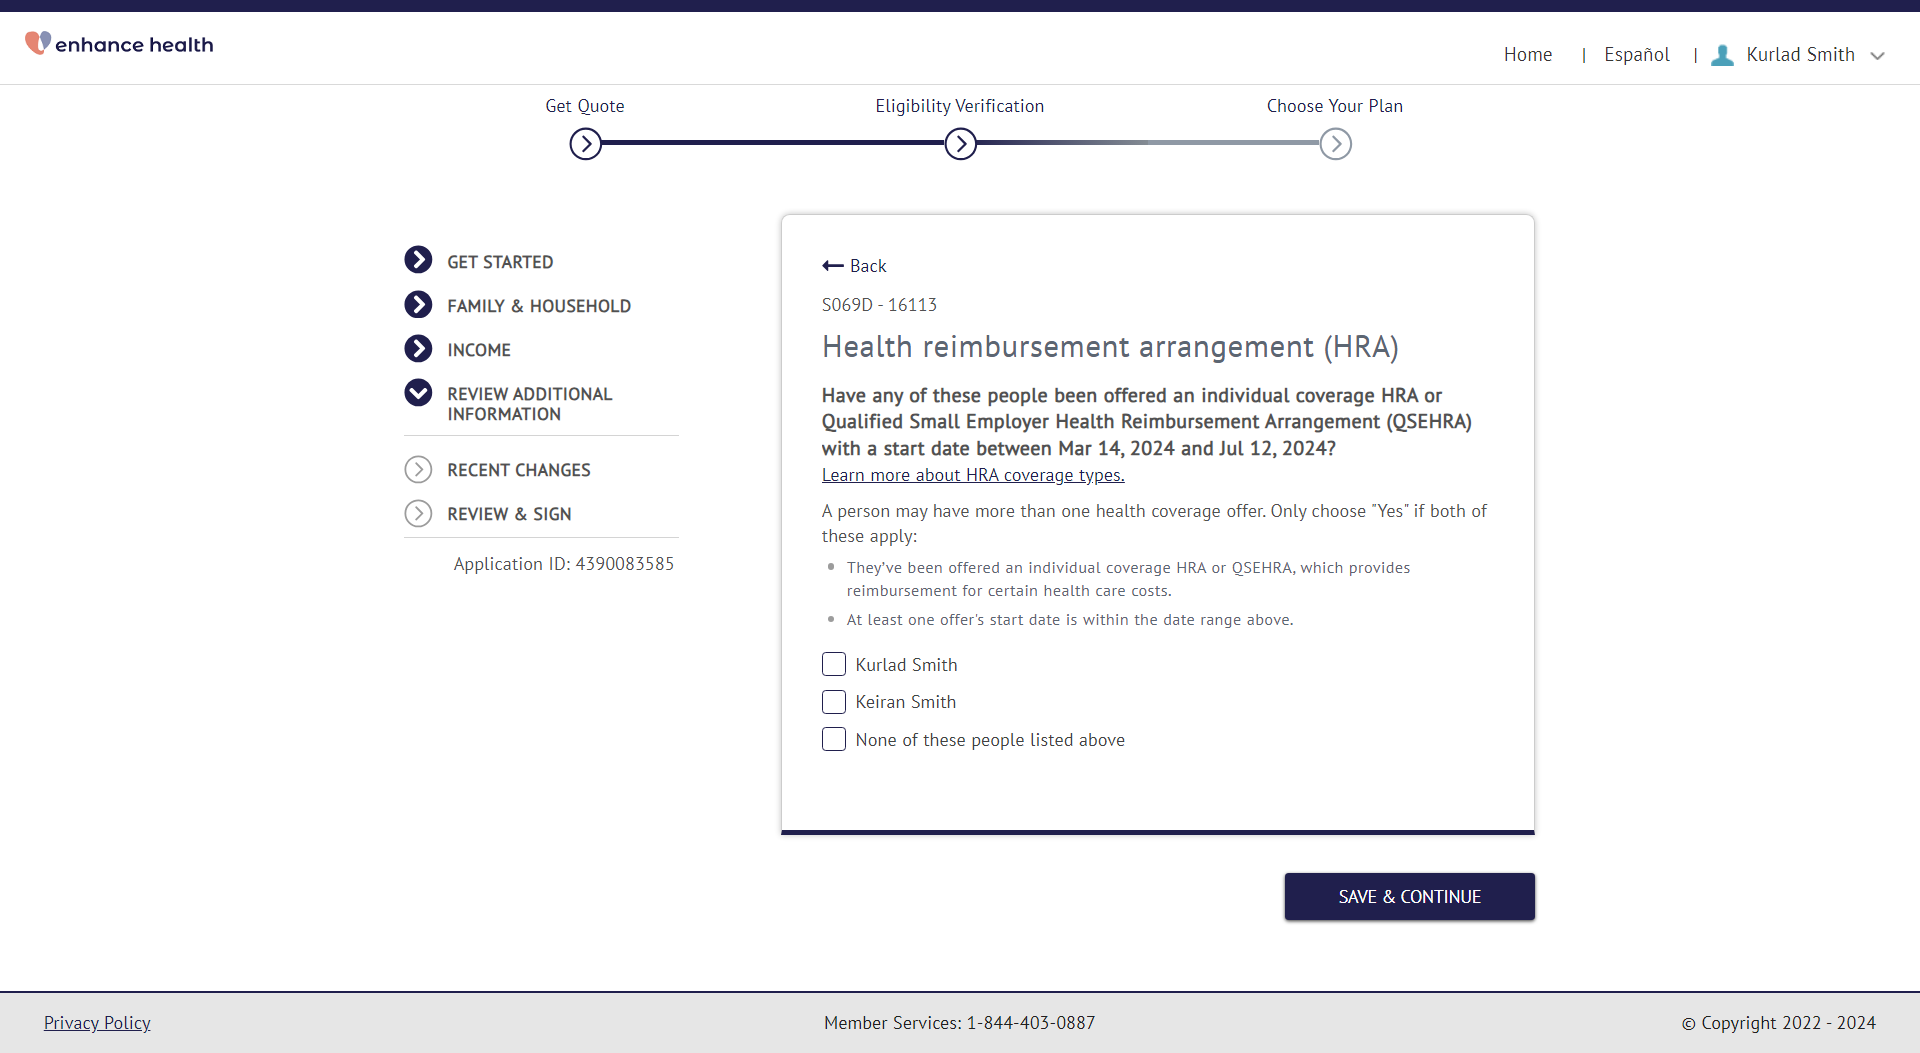 enhance health
Home | Español | Kurlad Smith
Get Quote
Eligibility Verification
Choose Your Plan
GET STARTED
FAMILY & HOUSEHOLD
INCOME
REVIEW ADDITIONAL
INFORMATION
RECENT CHANGES
REVIEW & SIGN
Application ID: 4390083585
Back
S069D - 16113
Health reimbursement arrangement (HRA)
Have any of these people been offered an individual coverage HRA or
Qualified Small Employer Health Reimbursement Arrangement (QSEHRA)
with a start date between Mar 14, 2024 and Jul 12, 2024?
Learn more about HRA coverage types.
A person may have more than one health coverage offer. Only choose "Yes" if both of
these apply:
They’ve been offered an individual coverage HRA or QSEHRA, which provides
reimbursement for certain health care costs.
At least one offer's start date is within the date range above.
Kurlad Smith
Keiran Smith
None of these people listed above
SAVE & CONTINUE
Privacy Policy
Member Services: 1-844-403-0887
© Copyright 2022 - 2024